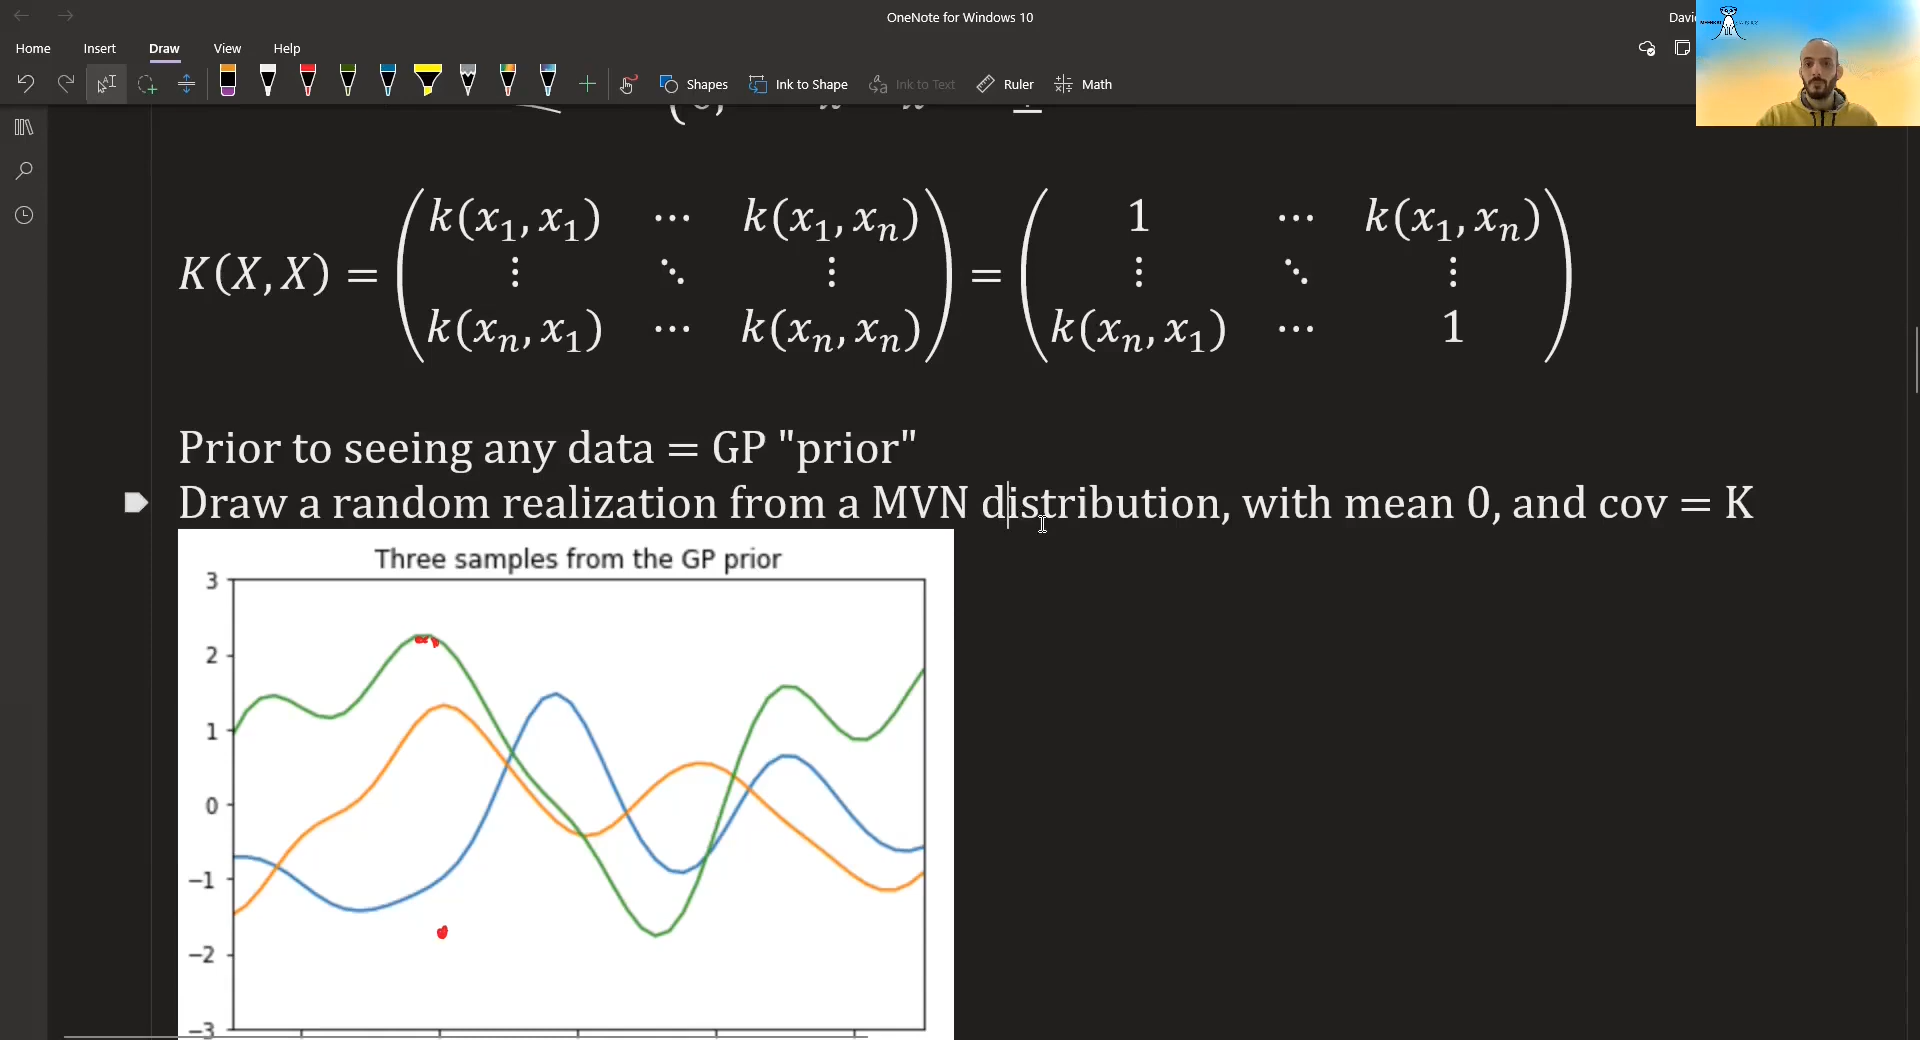 OneNote for Windows 10
Home Insert Draw View Help
Shapes Ink to Shape Ink to Text Ruler Math
K(X, X) = ( k(x₁, x₁) ⋯ k(x₁, xₙ) ) = ( 1 ⋯ k(x₁, xₙ) )
⋮ ⋱ ⋮ ⋮ ⋱ ⋮
k(xₙ, x₁) ⋯ k(xₙ, xₙ) k(xₙ, x₁) ⋯ 1
Prior to seeing any data = GP "prior"
Draw a random realization from a MVN distribution, with mean 0, and cov = K
Three samples from the GP prior
3
2
1
0
−1
−2
−3